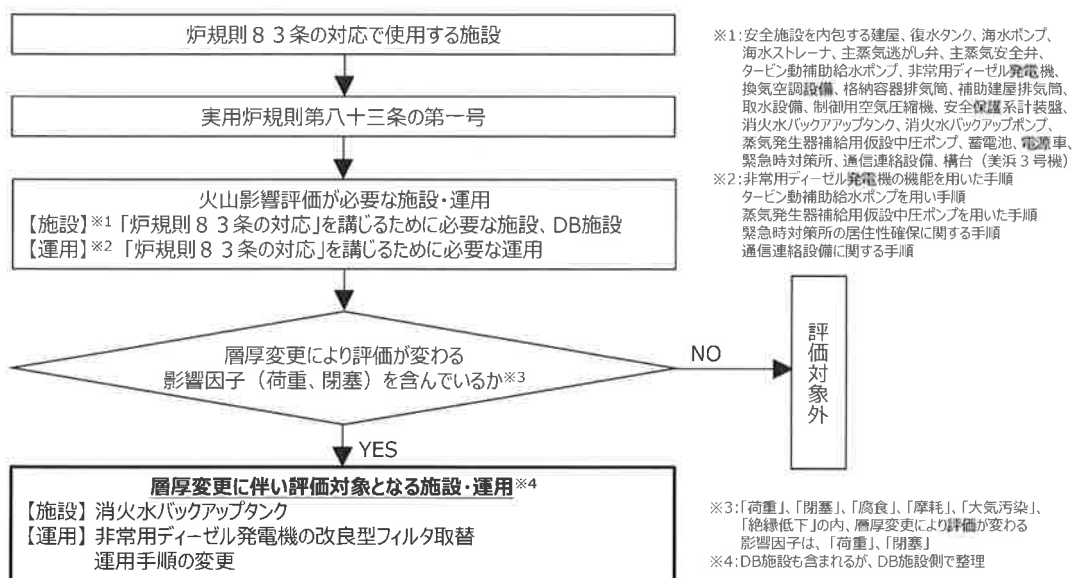 炉規則83条の対応で使用する施設
実用炉規則第八十三条の第一号
火山影響評価が必要な施設・運用
【施設】※1「炉規則83条の対応」を講じるために必要な施設、DB施設
【運用】※2「炉規則83条の対応」を講じるために必要な運用
層厚変更により評価が変わる
影響因子（荷重、閉塞）を含んでいるか※3
NO
評価対象外
YES
層厚変更に伴い評価対象となる施設・運用※4
【施設】消火水バックアップタンク
【運用】非常用ディーゼル発電機の改良型フィルタ取替
運用手順の変更
※1:安全施設を内包する建屋、復水タンク、海水ポンプ、
海水ストレーナ、主蒸気逃がし弁、主蒸気安全弁、
タービン動補助給水ポンプ、非常用ディーゼル発電機、
換気空調設備、格納容器排気筒、補助建屋排気筒、
取水設備、制御用空気圧縮機、安全保護系計装盤、
消火水バックアアップタンク、消火水バックアップポンプ、
蒸気発生器補給用仮設中圧ポンプ、蓄電池、電源車、
緊急時対策所、通信連絡設備、構台（美浜3号機）
※2:非常用ディーゼル発電機の機能を用いた手順
タービン動補助給水ポンプを用い手順
蒸気発生器補給用仮設中圧ポンプを用いた手順
緊急時対策所の居住性確保に関する手順
通信連絡設備に関する手順
※3:「荷重」、「閉塞」、「腐食」、「摩耗」、「大気汚染」、
「絶縁低下」の内、層厚変更により評価が変わる
影響因子は、「荷重」、「閉塞」
※4:DB施設も含まれるが、DB施設側で整理